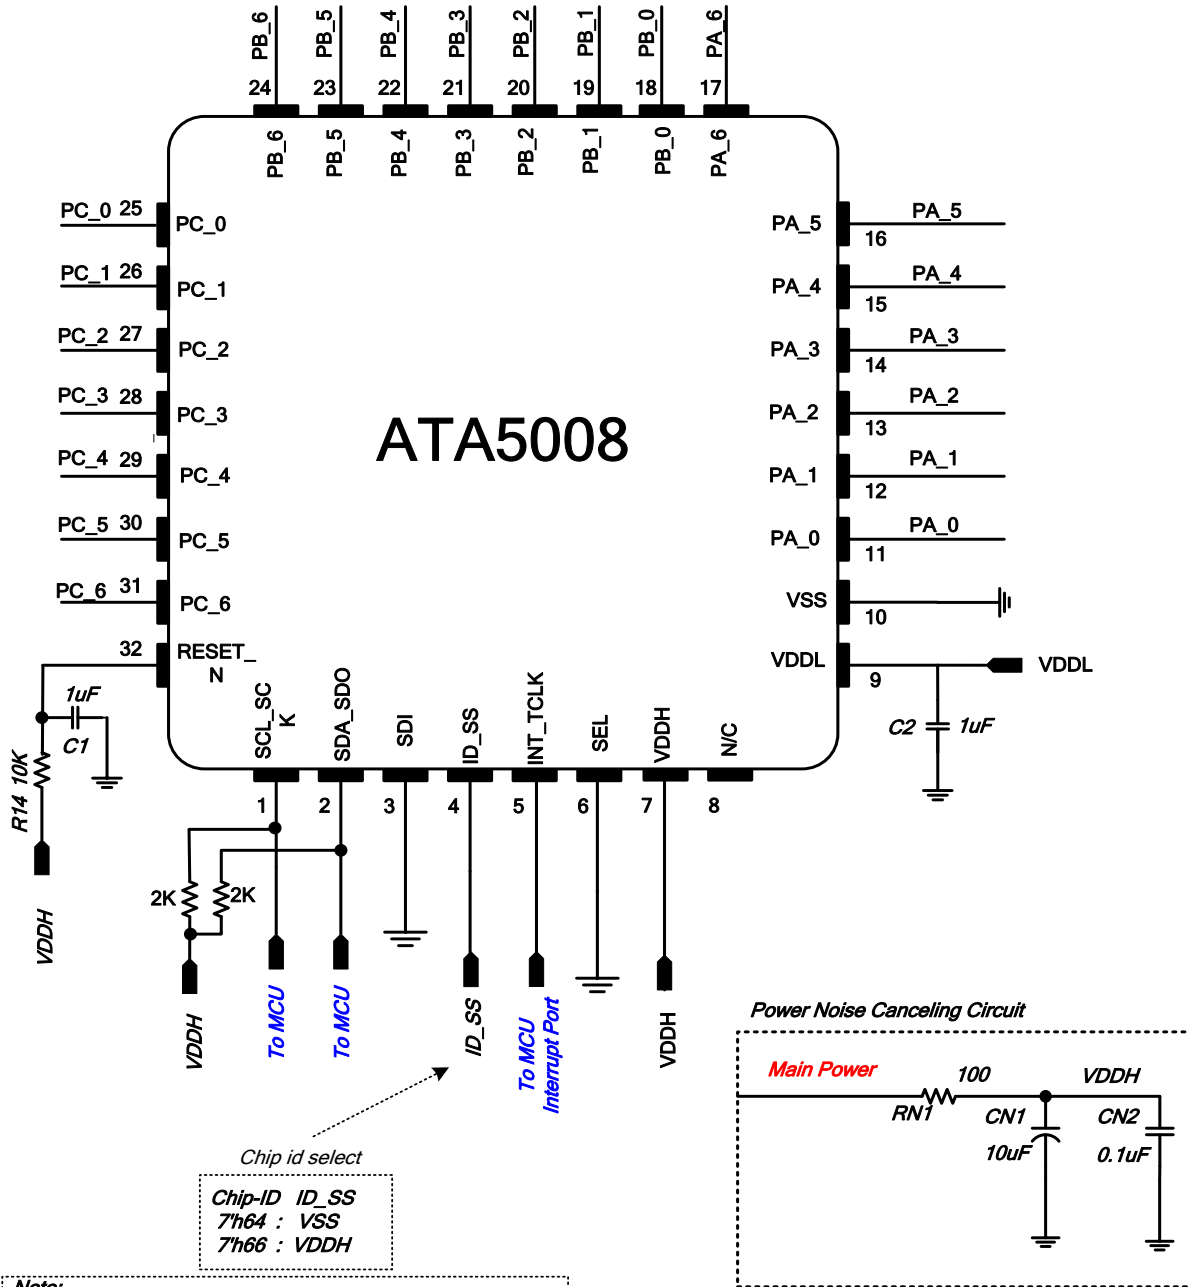 PB_6 PB_5 PB_4 PB_3 PB_2 PB_1 PB_0 PA_6
24 23 22 21 20 19 18 17
PB_6 PB_5 PB_4 PB_3 PB_2 PB_1 PB_0 PA_6
PC_0 25 PC_0 PA_5 16 PA_5
PC_1 26 PC_1 PA_4 15 PA_4
PC_2 27 PC_2 PA_3 14 PA_3
PC_3 28 PC_3 PA_2 13 PA_2
ATA5008
PC_4 29 PC_4 PA_1 12 PA_1
PC_5 30 PC_5 PA_0 11 PA_0
PC_6 31 PC_6 VSS 10
32 RESET_
N
VDDL 9 VDDL
1uF
C1
R14 10K
VDDH
C2 1uF
SCL_SC
K
SDA_SDO
SDI
ID_SS
INT_TCLK
SEL
VDDH
N/C
1 2 3 4 5 6 7 8
2K 2K
VDDH
To MCU
To MCU
ID_SS
To MCU
Interrupt Port
VDDH
Chip id select
Chip-ID ID_SS
7'h64 : VSS
7'h66 : VDDH
Power Noise Canceling Circuit
Main Power 100 VDDH
RN1 CN1 CN2
10uF 0.1uF
Note: